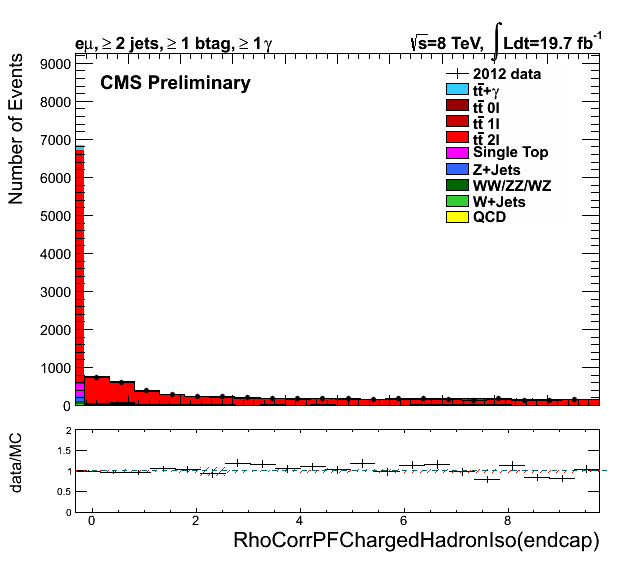 eμ, ≥ 2 jets, ≥ 1 btag, ≥ 1 γ
√s=8 TeV, ∫ Ldt=19.7 fb⁻¹
CMS Preliminary
2012 data
tt̄+γ
tt̄ 0l
tt̄ 1l
tt̄ 2l
Single Top
Z+Jets
WW/ZZ/WZ
W+Jets
QCD
Number of Events
9000
8000
7000
6000
5000
4000
3000
2000
1000
0
data/MC
2
1.5
1
0.5
0
0 2 4 6 8
RhoCorrPFChargedHadronIso(endcap)